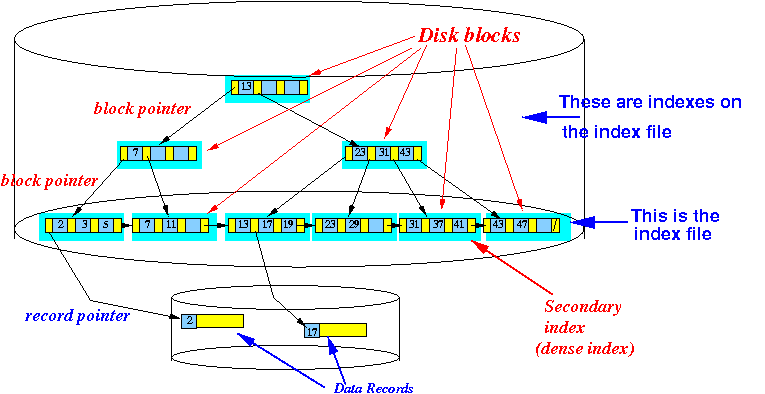 Disk blocks
13
block pointer
These are indexes on
the index file
7
23 31 43
block pointer
2 3 5
7 11
13 17 19
23 29
31 37 41
43 47 /
This is the
index file
record pointer
2
17
Secondary
index
(dense index)
Data Records